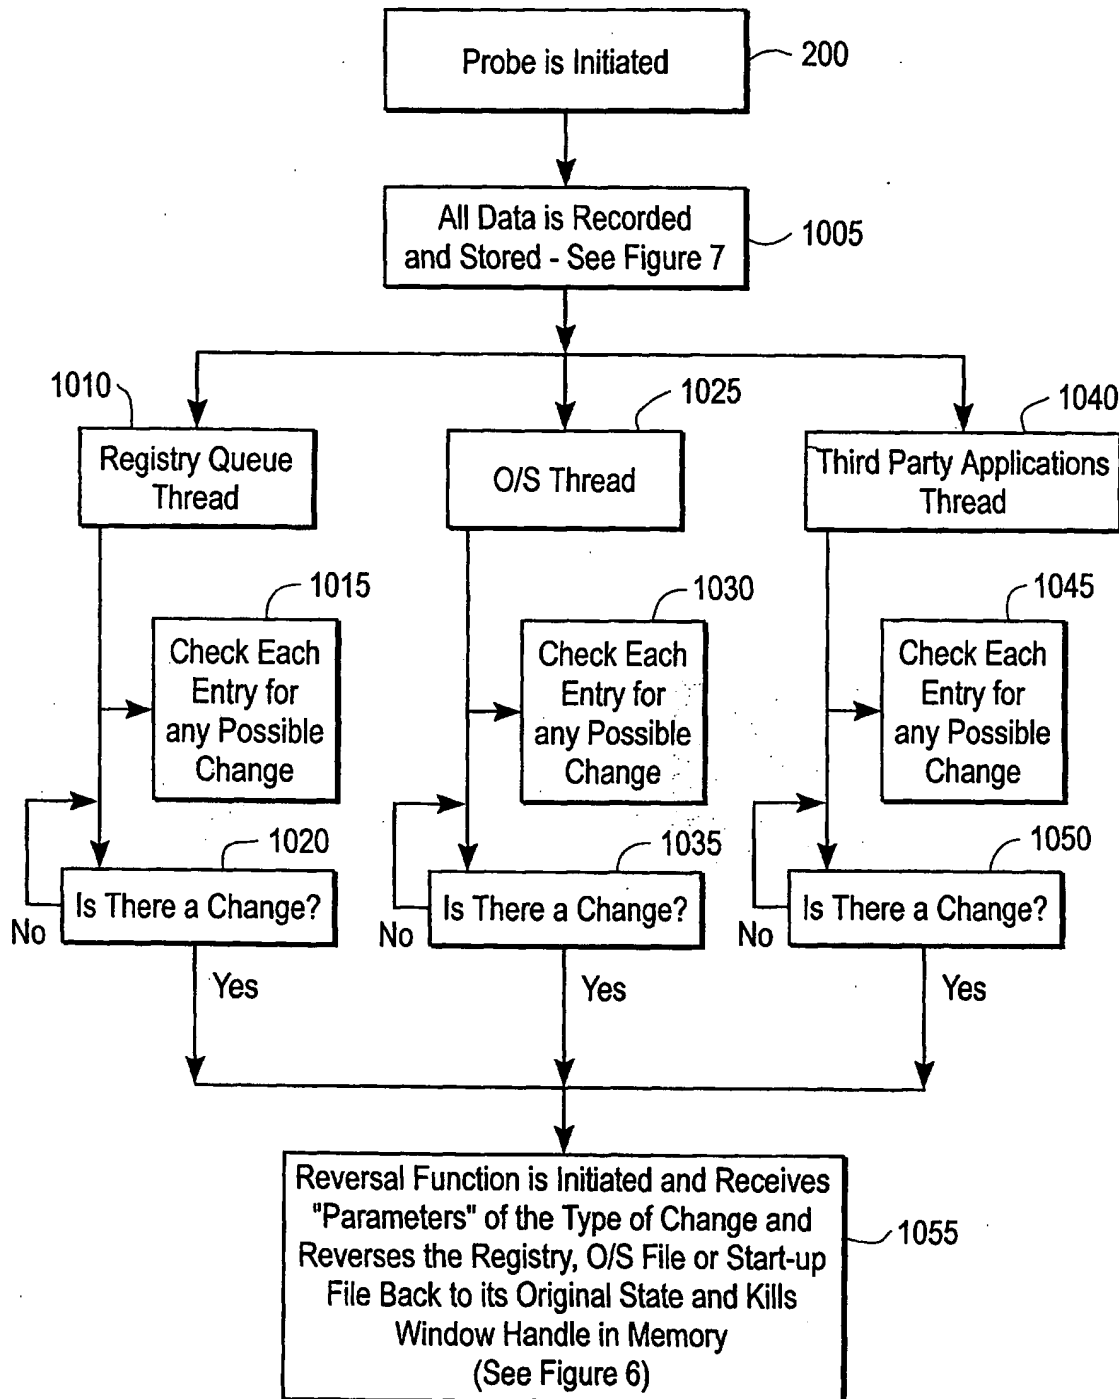 Probe is Initiated
200
All Data is Recorded
and Stored - See Figure 7
1005
1010
Registry Queue
Thread
1025
O/S Thread
1040
Third Party Applications
Thread
1015
Check Each
Entry for
any Possible
Change
1030
Check Each
Entry for
any Possible
Change
1045
Check Each
Entry for
any Possible
Change
1020
Is There a Change?
No
Yes
1035
Is There a Change?
No
Yes
1050
Is There a Change?
No
Yes
Reversal Function is Initiated and Receives
"Parameters" of the Type of Change and
Reverses the Registry, O/S File or Start-up
File Back to its Original State and Kills
Window Handle in Memory
(See Figure 6)
1055